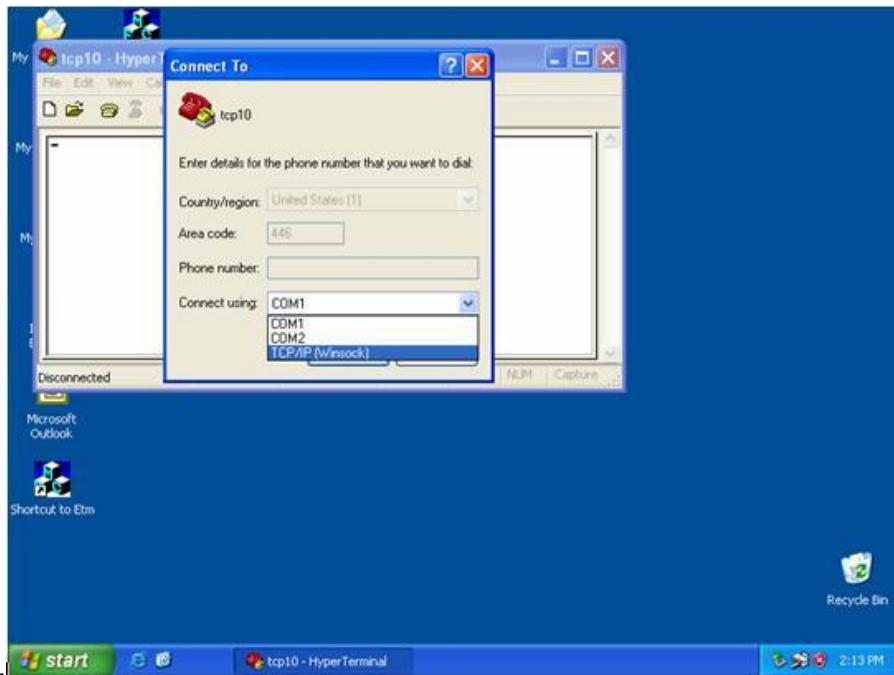 My
tcp10 - HyperT
Connect To
File Edit View Ca
tcp10
My
Enter details for the phone number that you want to dial:
Country/region: United States (1)
Area code: 446
My
Phone number:
Connect using: COM1
COM1
COM2
TCP/IP (Winsock)
Disconnected
NUM
Capture
Microsoft
Outlook
Shortcut to Etm
Recycle Bin
start
tcp10 - HyperTerminal
2:13 PM